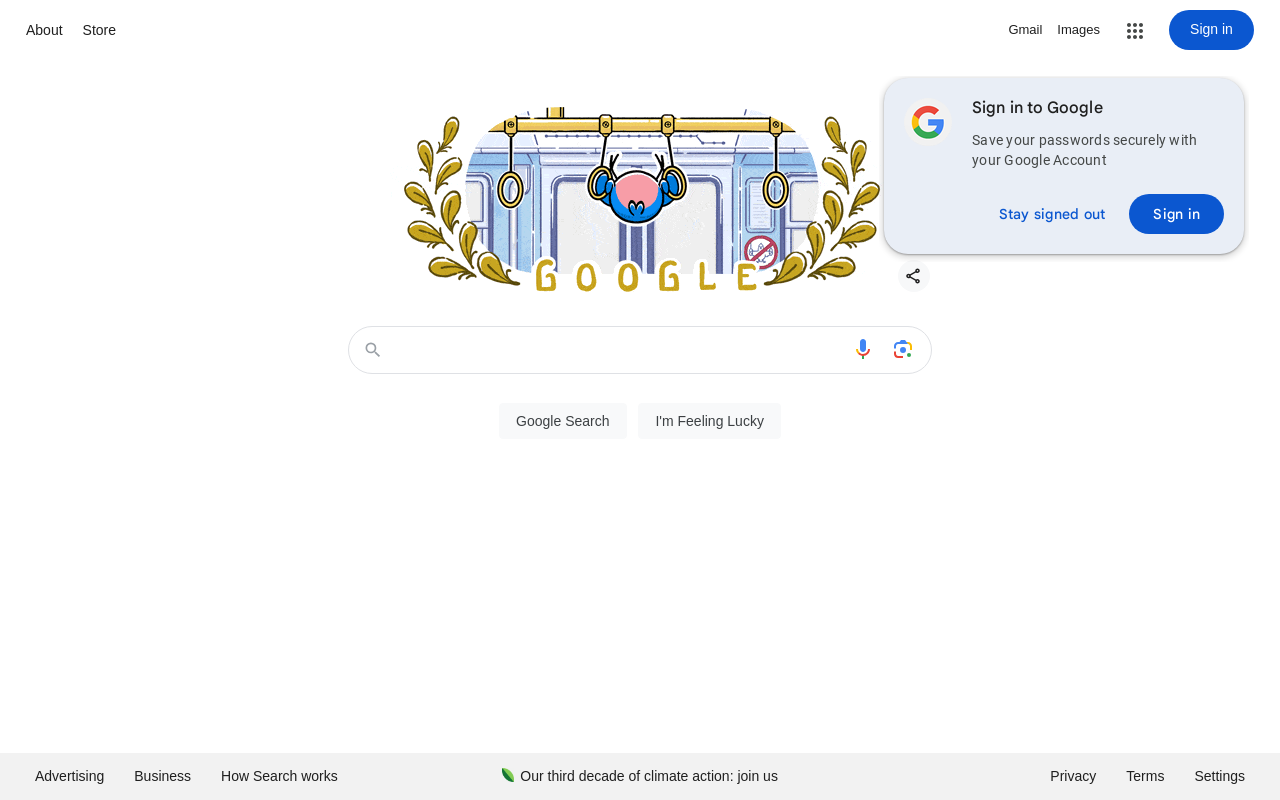 About Store
Gmail Images Sign in
Sign in to Google
Save your passwords securely with
your Google Account
Stay signed out Sign in
GOOGLE
Google Search I'm Feeling Lucky
Advertising Business How Search works
Our third decade of climate action: join us
Privacy Terms Settings